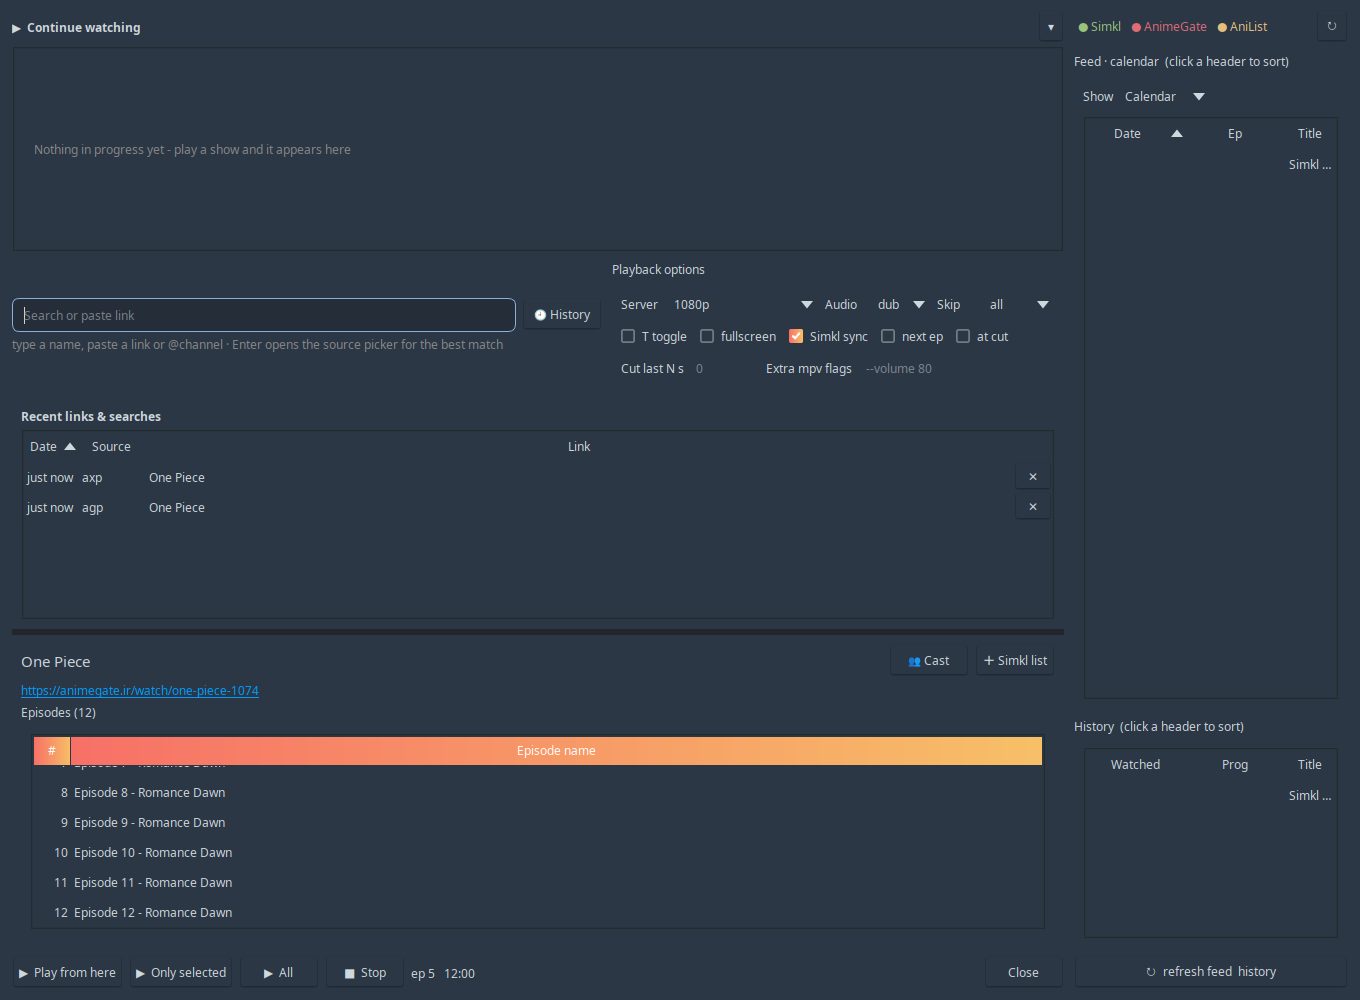 ▶ Continue watching
▼
Nothing in progress yet - play a show and it appears here
Playback options
Search or paste link
History
type a name, paste a link or @channel · Enter opens the source picker for the best match
Server 1080p Audio dub Skip all
T toggle fullscreen Simkl sync next ep at cut
Cut last N s 0 Extra mpv flags --volume 80
Recent links & searches
Date Source Link
just now axp One Piece ×
just now agp One Piece ×
One Piece
Cast
+ Simkl list
https://animegate.ir/watch/one-piece-1074
Episodes (12)
# Episode name
8 Episode 8 - Romance Dawn
9 Episode 9 - Romance Dawn
10 Episode 10 - Romance Dawn
11 Episode 11 - Romance Dawn
12 Episode 12 - Romance Dawn
▶ Play from here ▶ Only selected ▶ All ■ Stop ep 5 12:00 Close
● Simkl ● AnimeGate ● AniList ↻
Feed · calendar (click a header to sort)
Show Calendar
Date Ep Title
Simkl ...
History (click a header to sort)
Watched Prog Title
Simkl ...
↻ refresh feed history